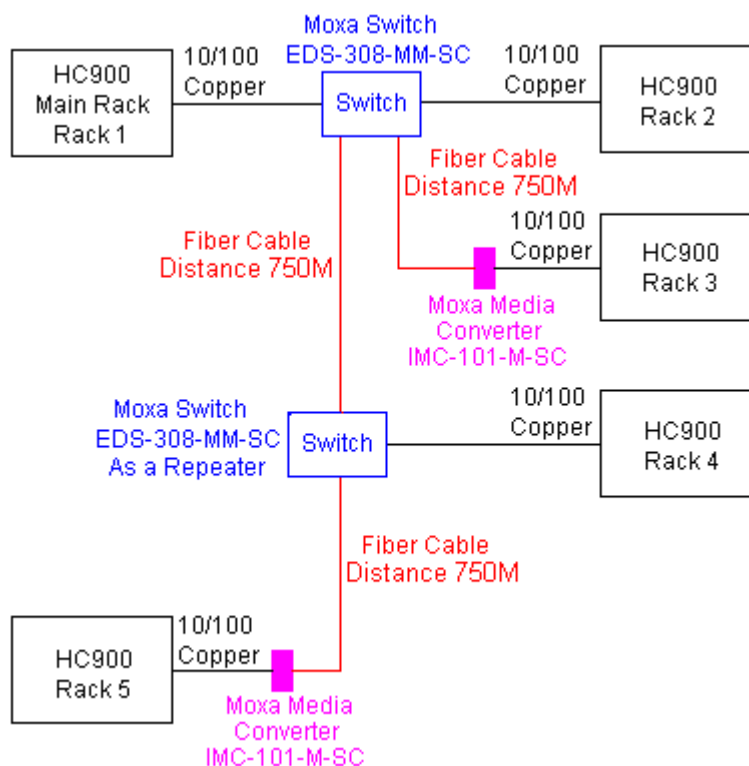 Moxa Switch
EDS-308-MM-SC
HC900
Main Rack
Rack 1
10/100
Copper
Switch
10/100
Copper
HC900
Rack 2
Fiber Cable
Distance 750M
Fiber Cable
Distance 750M
10/100
Copper
HC900
Rack 3
Moxa Media
Converter
IMC-101-M-SC
Moxa Switch
EDS-308-MM-SC
As a Repeater
Switch
10/100
Copper
HC900
Rack 4
Fiber Cable
Distance 750M
HC900
Rack 5
10/100
Copper
Moxa Media
Converter
IMC-101-M-SC